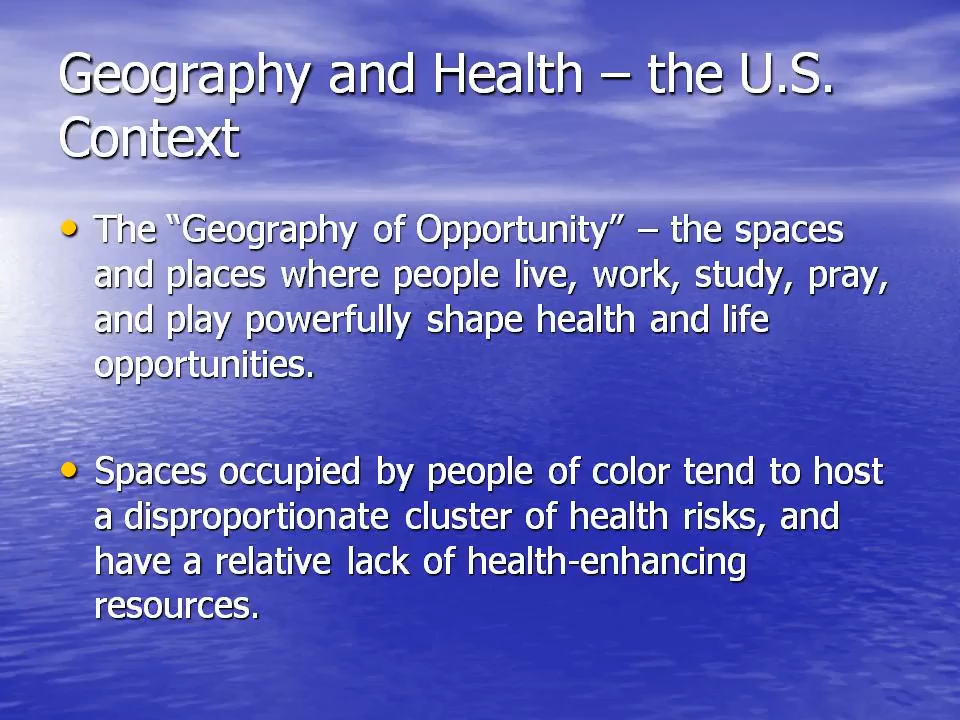 Geography and Health – the U.S.
Context
• The “Geography of Opportunity” – the spaces
and places where people live, work, study, pray,
and play powerfully shape health and life
opportunities.
• Spaces occupied by people of color tend to host
a disproportionate cluster of health risks, and
have a relative lack of health-enhancing
resources.